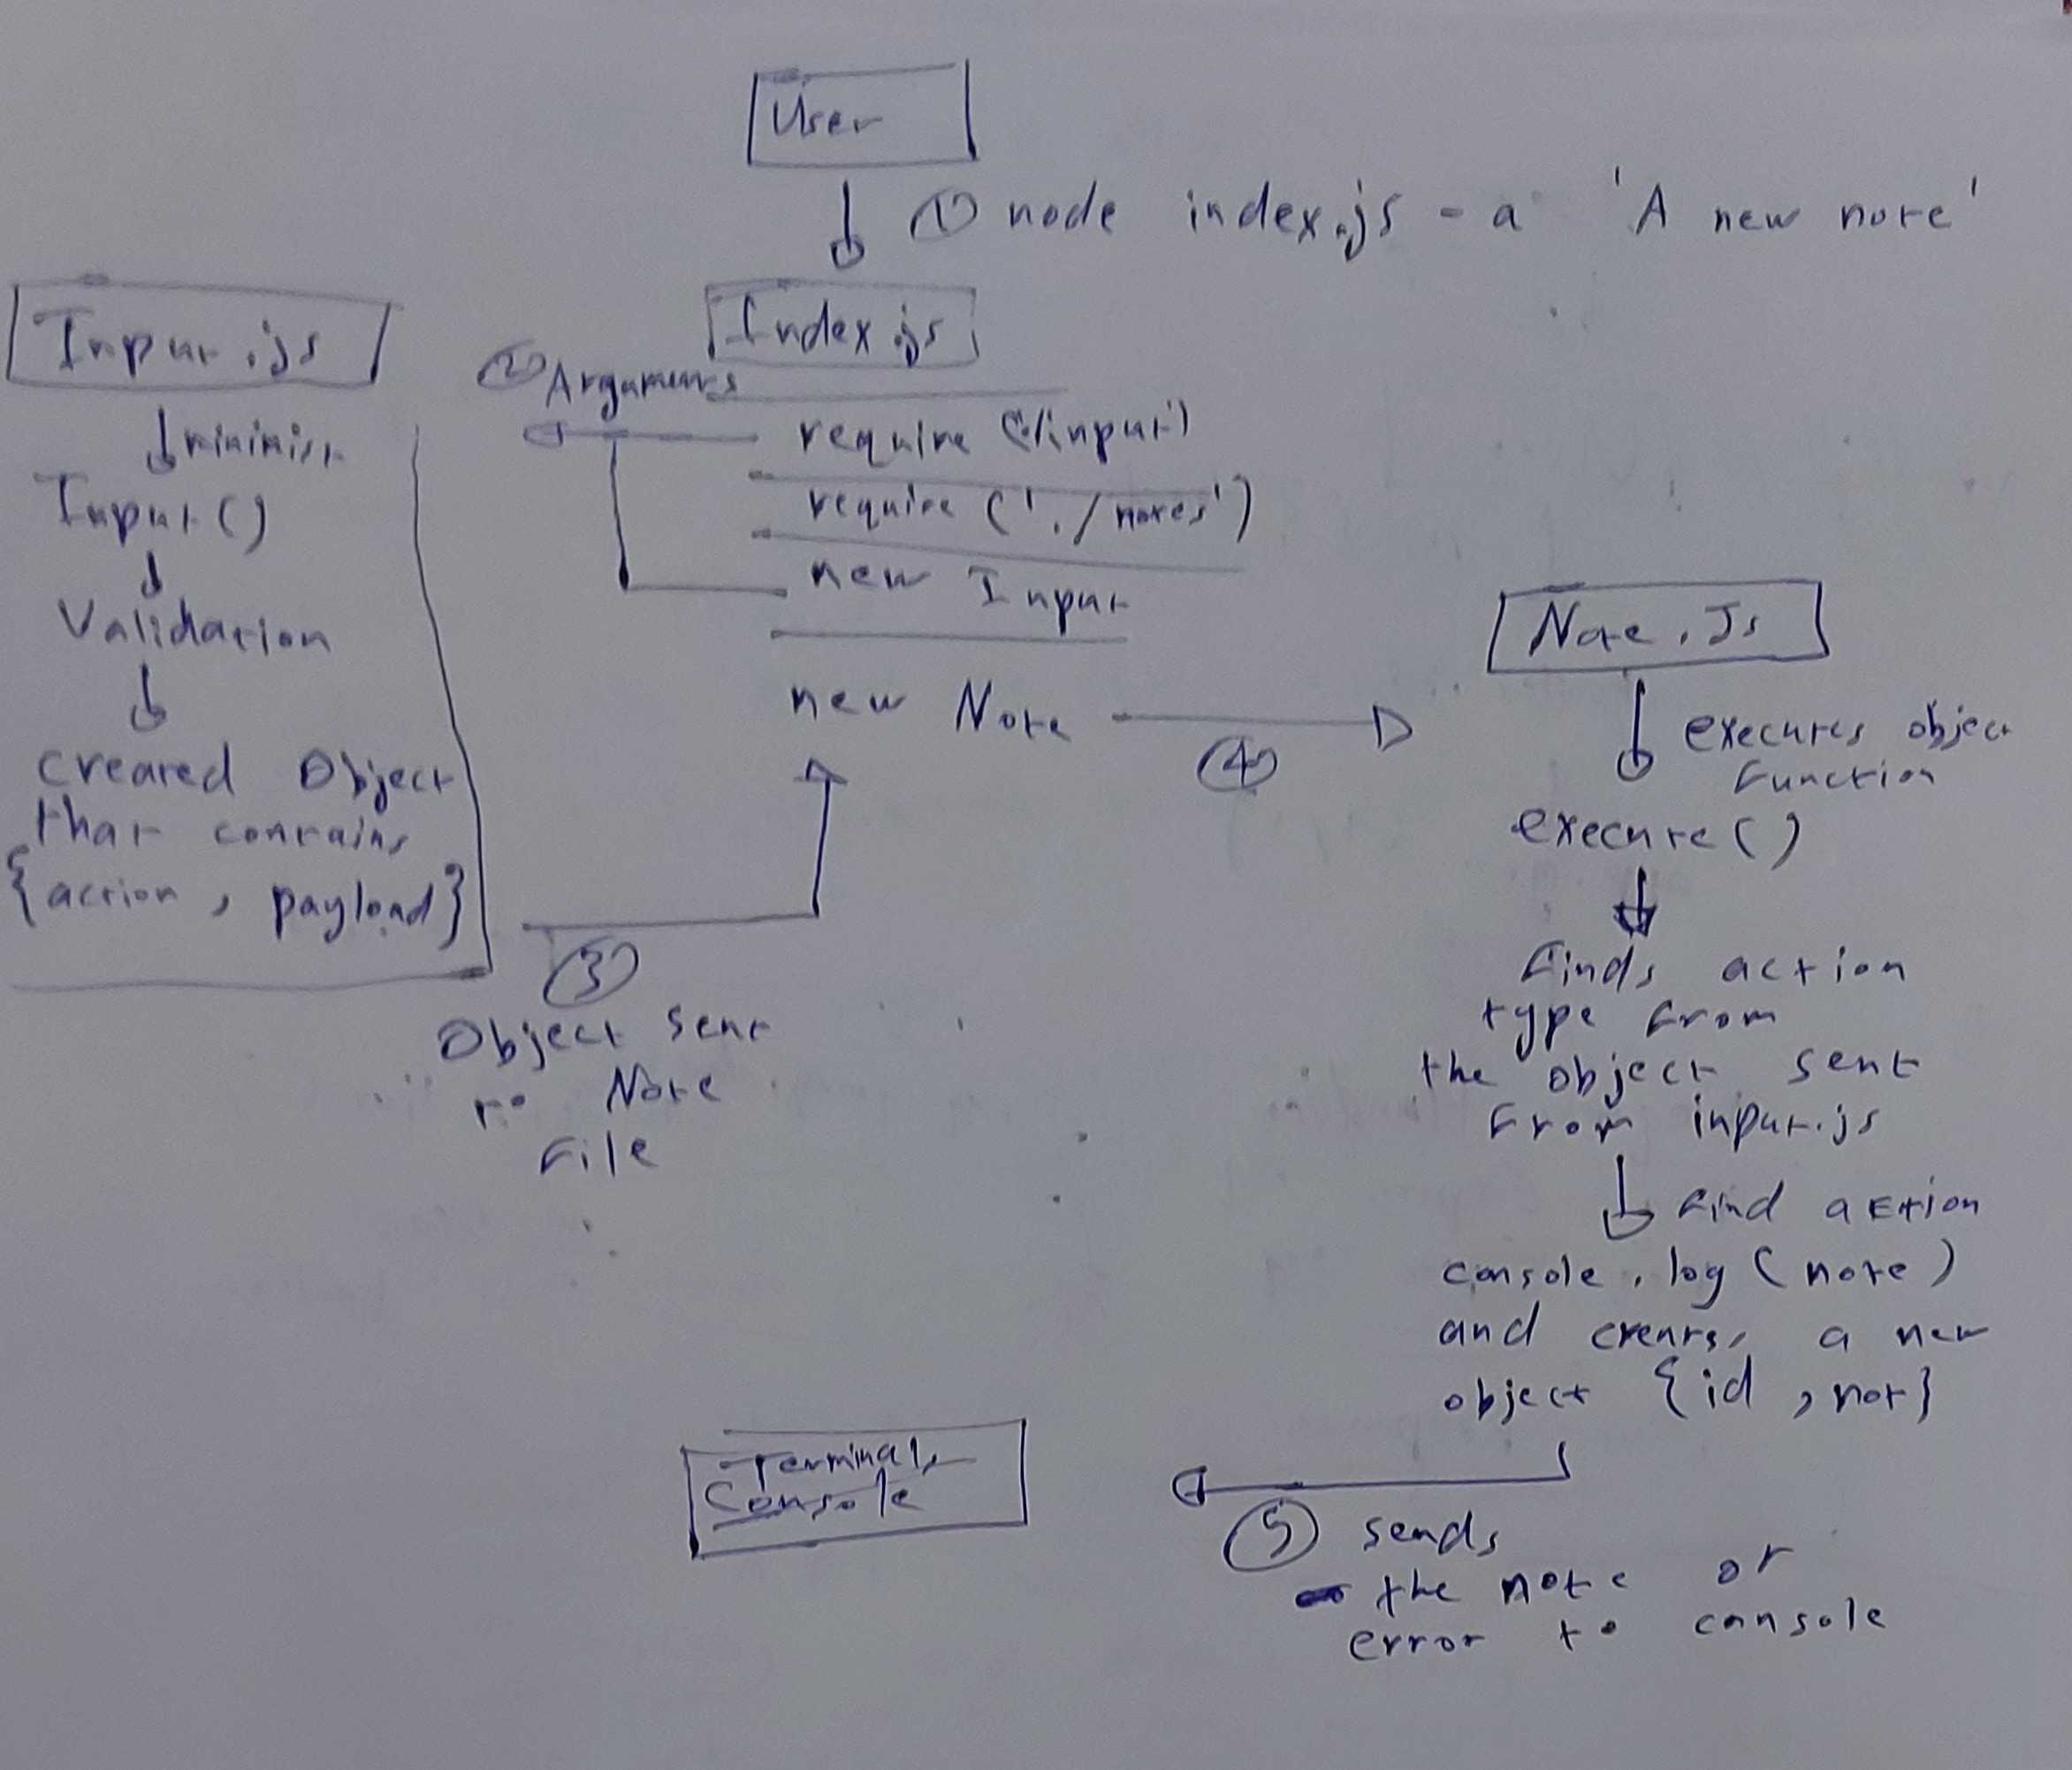 User
① node index.js -a 'A new note'
Index.js
② Arguments
require('./input')
require('./notes')
new Input
new Note
Input.js
minimist
Input()
Validation
created Object
that contains
{action, payload}
③
Object sent
to Note
File
④
Note.Js
executes object
Function
execute()
Finds action
type From
the object sent
From input.js
Find action
console.log(note)
and creats a new
object {id, not}
⑤ sends
the note or
error to console
Terminal
Console